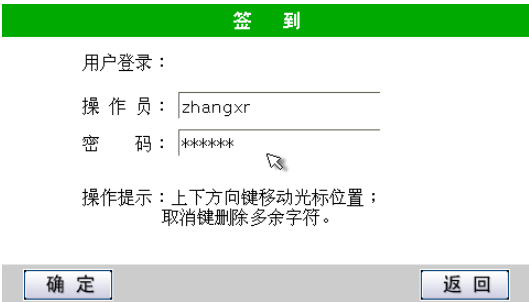 签 到
用户登录：
操 作 员： zhangxr
密 码： ******
操作提示：上下方向键移动光标位置；
取消键删除多余字符。
确 定 返 回